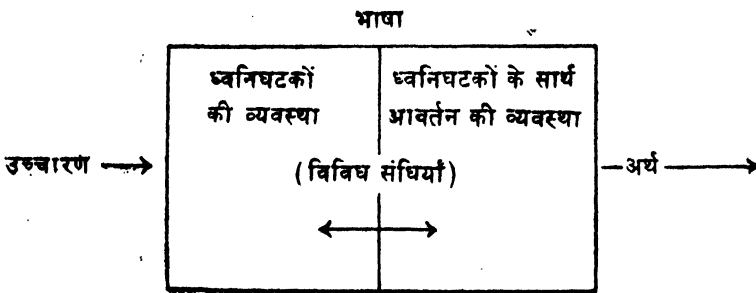 भाषा
ध्वनिघटकों
की व्यवस्था
ध्वनिघटकों के सार्थ
आवर्तन की व्यवस्था
उच्चारण
(विविध संधियाँ)
अर्थ